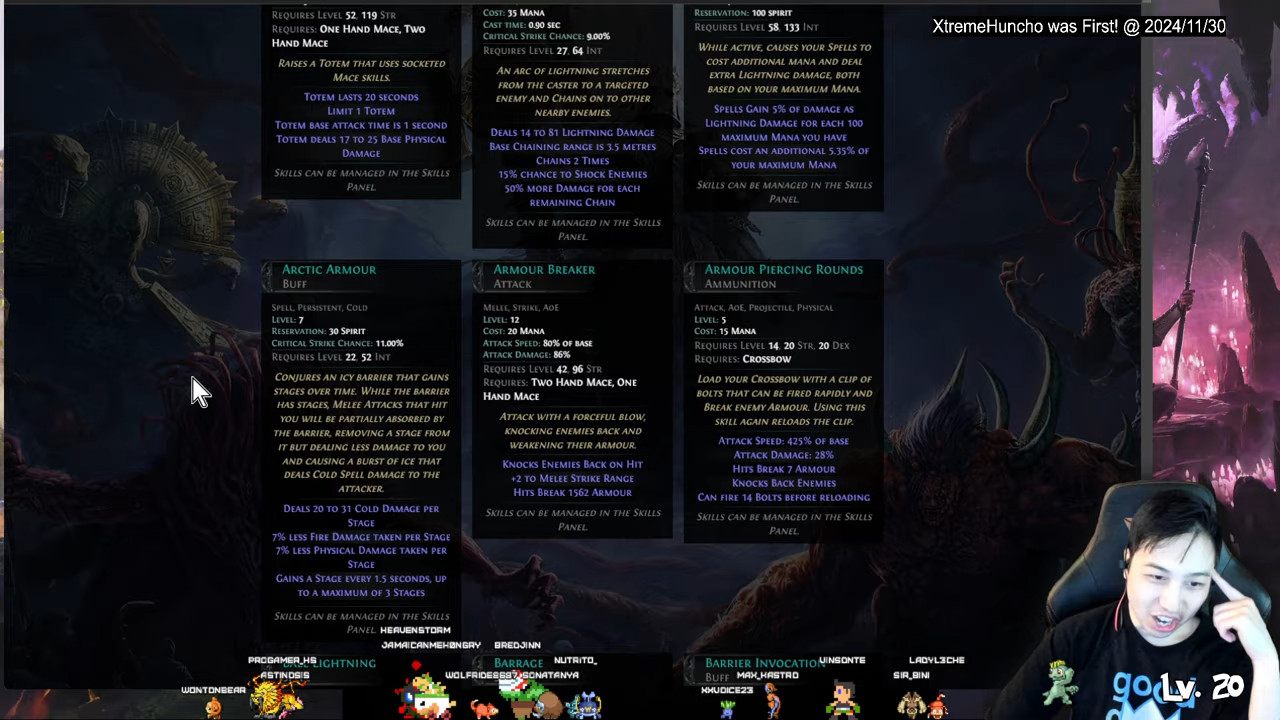 XtremeHuncho was First! @ 2024/11/30
Requires Level 52, 119 Str
Requires: One Hand Mace, Two
Hand Mace
Raises a Totem that uses socketed
Mace skills.
Totem lasts 20 seconds
Limit 1 Totem
Totem base attack time is 1 second
Totem deals 17 to 25 Base Physical
Damage
Skills can be managed in the Skills
Panel.
Cost: 35 Mana
Cast time: 0.90 sec
Critical Strike Chance: 9.00%
Requires Level 27, 64 Int
An arc of lightning stretches
from the caster to a targeted
enemy and Chains on to other
nearby enemies.
Deals 14 to 81 Lightning Damage
Base Chaining range is 3.5 metres
Chains 2 Times
15% chance to Shock Enemies
50% more Damage for each
remaining Chain
Skills can be managed in the Skills
Panel.
Reservation: 100 spirit
Requires Level 58, 133 Int
While active, causes your Spells to
cost additional mana and deal
extra Lightning damage, both
based on your maximum Mana.
Spells Gain 5% of damage as
Lightning Damage for each 100
maximum Mana you have
Spells cost an additional 5.35% of
your maximum Mana
Skills can be managed in the Skills
Panel.
Arctic Armour
Buff
Spell, Persistent, Cold
Level: 7
Reservation: 30 Spirit
Critical Strike Chance: 11.00%
Requires Level 22, 52 Int
Conjures an icy barrier that gains
stages over time. While the barrier
has stages, Melee Attacks that hit
you will be partially absorbed by
the barrier, removing a stage from
it but dealing less damage to you
and causing a burst of ice that
deals Cold Spell damage to the
attacker.
Deals 20 to 31 Cold Damage per
Stage
7% less Fire Damage taken per Stage
7% less Physical Damage taken per
Stage
Gains a Stage every 1.5 seconds, up
to a maximum of 3 Stages
Skills can be managed in the Skills
Panel.
Armour Breaker
Attack
Melee, Strike, AoE
Level: 12
Cost: 20 Mana
Attack Speed: 80% of base
Attack Damage: 86%
Requires Level 42, 96 Str
Requires: Two Hand Mace, One
Hand Mace
Attack with a forceful blow,
knocking enemies back and
weakening their armour.
Knocks Enemies Back on Hit
+2 to Melee Strike Range
Hits Break 1562 Armour
Skills can be managed in the Skills
Panel.
Armour Piercing Rounds
Ammunition
Attack, AoE, Projectile, Physical
Level: 5
Cost: 15 Mana
Requires Level 14, 20 Str, 20 Dex
Requires: Crossbow
Load your Crossbow with a clip of
bolts that can be fired rapidly and
Break enemy Armour. Using this
skill again reloads the clip.
Attack Speed: 425% of base
Attack Damage: 28%
Hits Break 7 Armour
Knocks Back Enemies
Can fire 14 Bolts before reloading
Skills can be managed in the Skills
Panel.
HEAVENSTORM
JAMAICANMEH0NGRY BREDJINN
PROGAMER_HS Lightning Barrage NUTRITO_ Barrier Invocation VINSONTE LADYL3CHE
Buff MAX_KASTRO SIR_BINI
WONTONBEAR XXVDICE23
Lv. 20